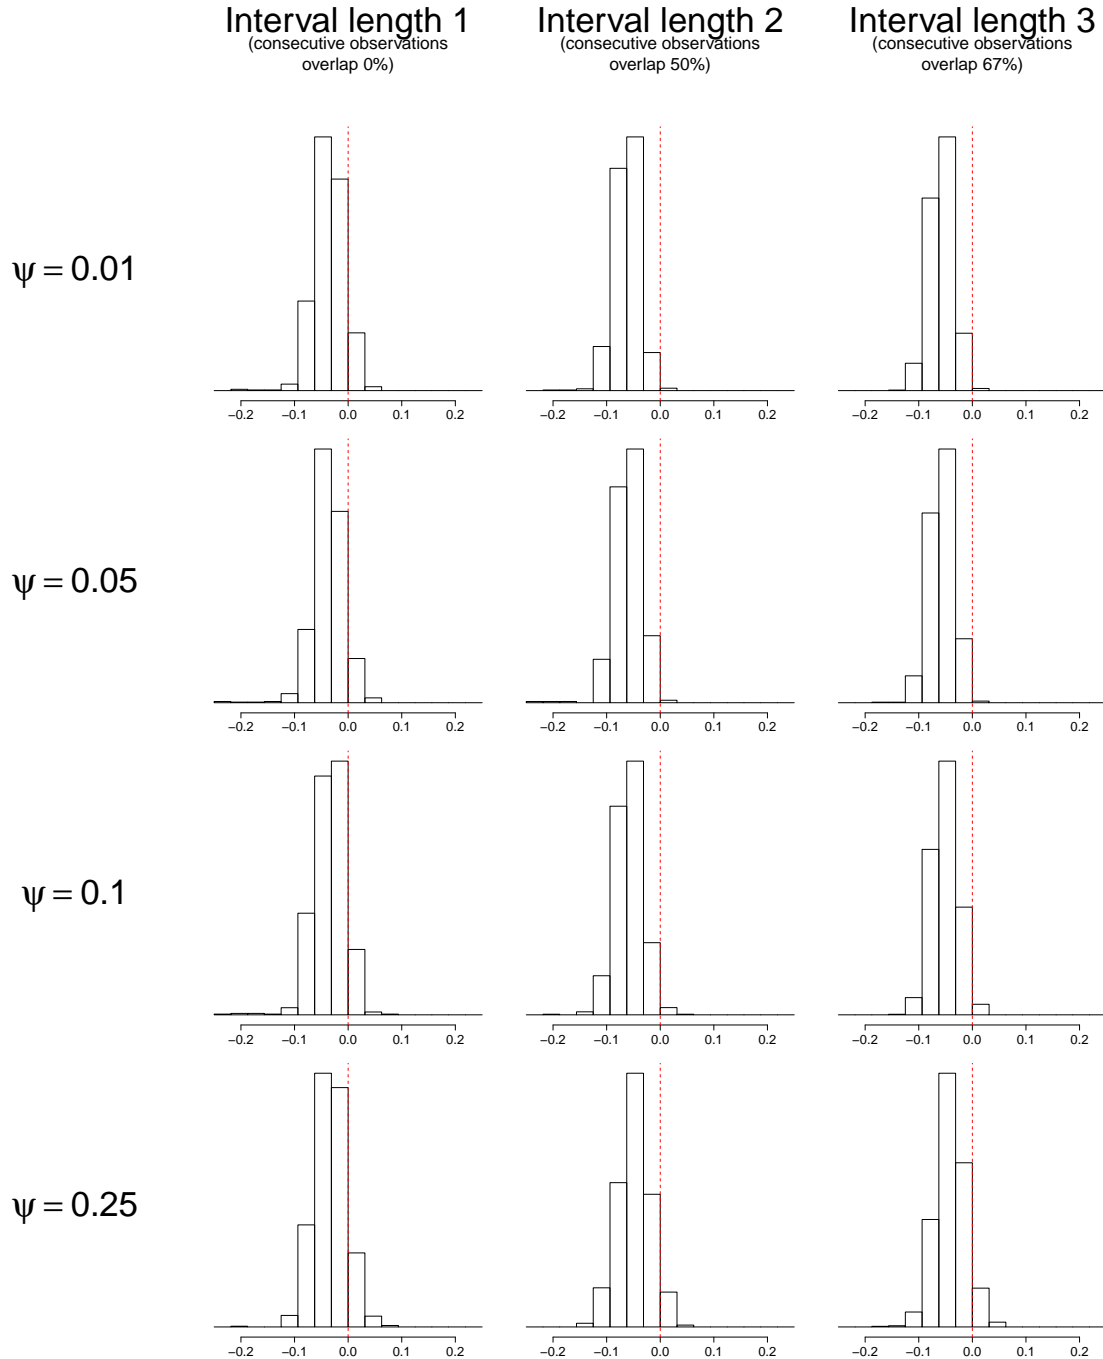 Interval length 1 Interval length 2 Interval length 3
(consecutive observations (consecutive observations (consecutive observations
overlap 0%) overlap 50%) overlap 67%)
ψ = 0.01
−0.2 −0.1 0.0 0.1 0.2 −0.2 −0.1 0.0 0.1 0.2 −0.2 −0.1 0.0 0.1 0.2
ψ = 0.05
−0.2 −0.1 0.0 0.1 0.2 −0.2 −0.1 0.0 0.1 0.2 −0.2 −0.1 0.0 0.1 0.2
ψ = 0.1
−0.2 −0.1 0.0 0.1 0.2 −0.2 −0.1 0.0 0.1 0.2 −0.2 −0.1 0.0 0.1 0.2
ψ = 0.25
−0.2 −0.1 0.0 0.1 0.2 −0.2 −0.1 0.0 0.1 0.2 −0.2 −0.1 0.0 0.1 0.2